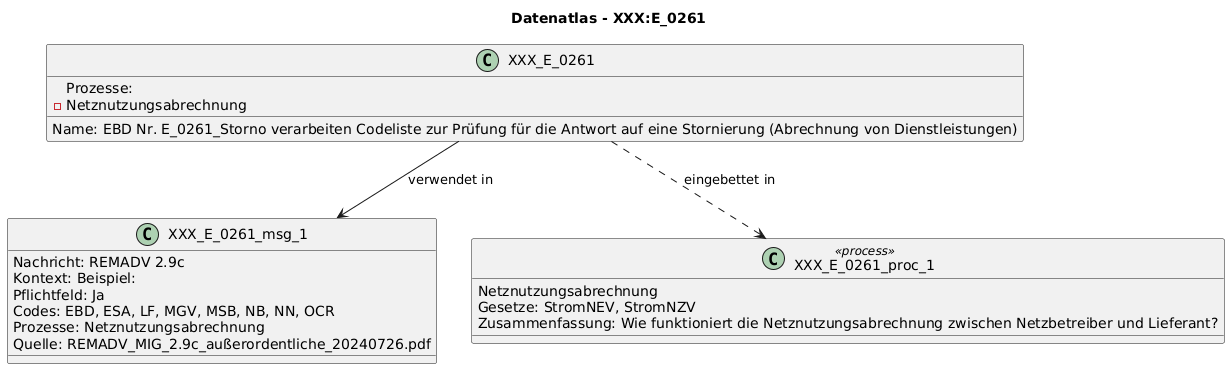 Datenatlas - XXX:E_0261
C XXX_E_0261
Prozesse:
Netznutzungsabrechnung
Name: EBD Nr. E_0261_Storno verarbeiten Codeliste zur Prüfung für die Antwort auf eine Stornierung (Abrechnung von Dienstleistungen)
verwendet in
eingebettet in
C XXX_E_0261_msg_1
Nachricht: REMADV 2.9c
Kontext: Beispiel:
Pflichtfeld: Ja
Codes: EBD, ESA, LF, MGV, MSB, NB, NN, OCR
Prozesse: Netznutzungsabrechnung
Quelle: REMADV_MIG_2.9c_außerordentliche_20240726.pdf
«process»
C XXX_E_0261_proc_1
Netznutzungsabrechnung
Gesetze: StromNEV, StromNZV
Zusammenfassung: Wie funktioniert die Netznutzungsabrechnung zwischen Netzbetreiber und Lieferant?